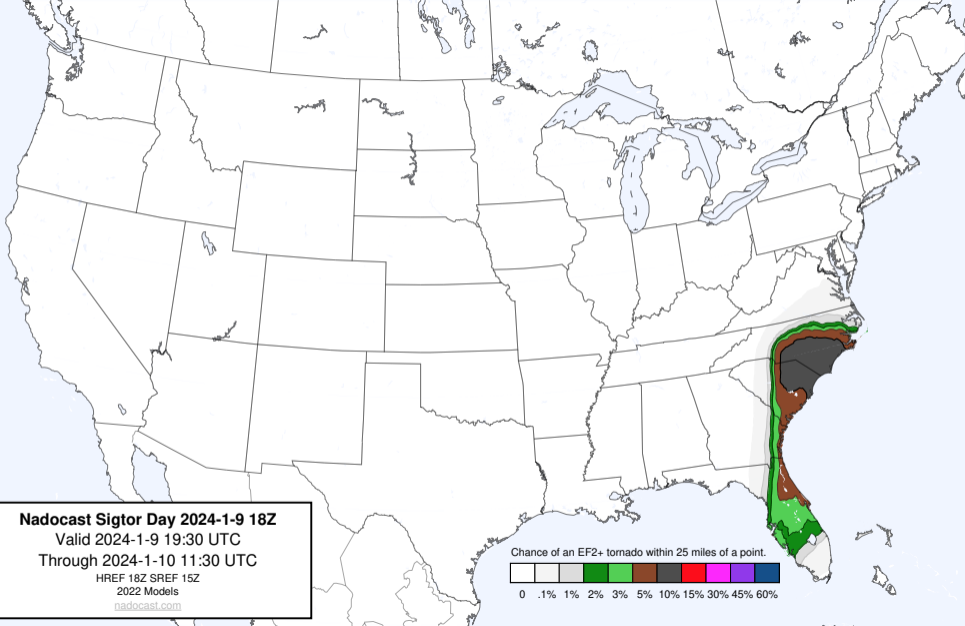 Nadocast Sigtor Day 2024-1-9 18Z
Valid 2024-1-9 19:30 UTC
Through 2024-1-10 11:30 UTC
HREF 18Z SREF 15Z
2022 Models
nadocast.com
Chance of an EF2+ tornado within 25 miles of a point.
0 .1% 1% 2% 3% 5% 10% 15% 30% 45% 60%